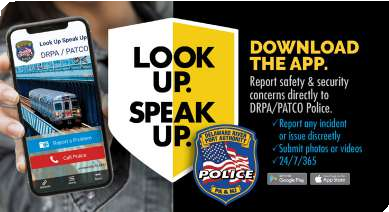 Look Up Speak Up
DRPA / PATCO
Report a Problem
Call Police
LOOK
UP.
SPEAK
UP.
DOWNLOAD
THE APP.
Report safety & security
concerns directly to
DRPA/PATCO Police.
✓Report any incident
or issue discreetly
✓Submit photos or videos
✓24/7/365
DELAWARE RIVER
PORT AUTHORITY
POLICE
PA & NJ
Google Play
App Store